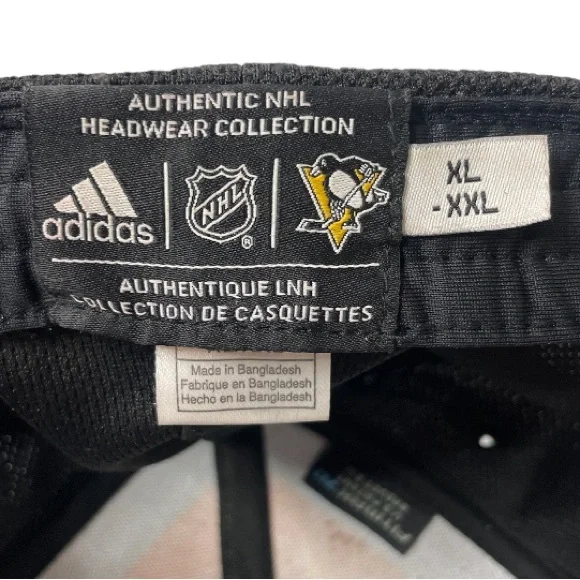 AUTHENTIC NHL
HEADWEAR COLLECTION
adidas
NHL
®
XL
-XXL
AUTHENTIQUE LNH
COLLECTION DE CASQUETTES
Made in Bangladesh
Fabrique en Bangladesh
Hecho en Bangladesh